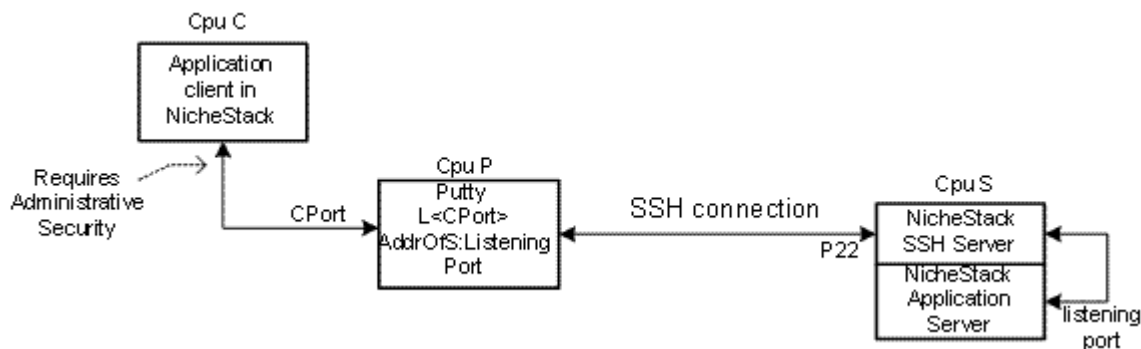 Cpu C
Application
client in
NicheStack
Requires
Administrative
Security
CPort
Cpu P
Putty
L<CPort>
AddrOfS:Listening
Port
SSH connection
P22
Cpu S
NicheStack
SSH Server
NicheStack
Application
Server
listening
port